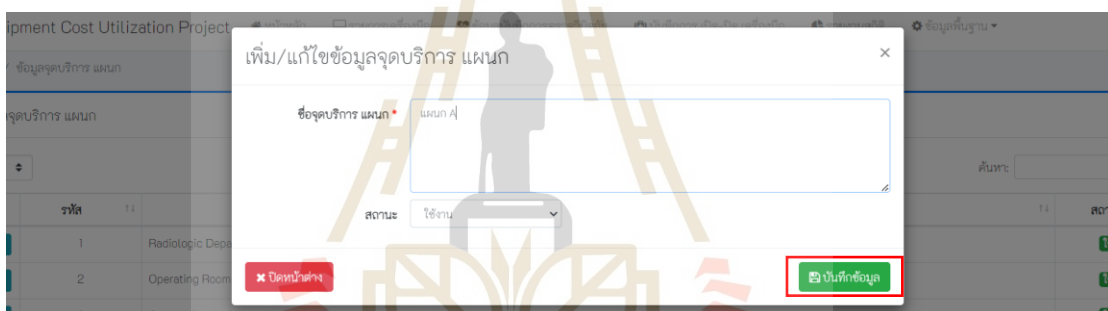 ipment Cost Utilization Project
หน้าหลัก
ข้อมูลพื้นฐาน
/ ข้อมูลจุดบริการ แผนก
เพิ่ม/แก้ไขข้อมูลจุดบริการ แผนก ×
จุดบริการ แผนก
ชื่อจุดบริการ แผนก * แผนก A
ค้นหา:
สถานะ ใช้งาน
รหัส
1 Radiologic Depa
2 Operating Room
ปิดหน้าต่าง บันทึกข้อมูล